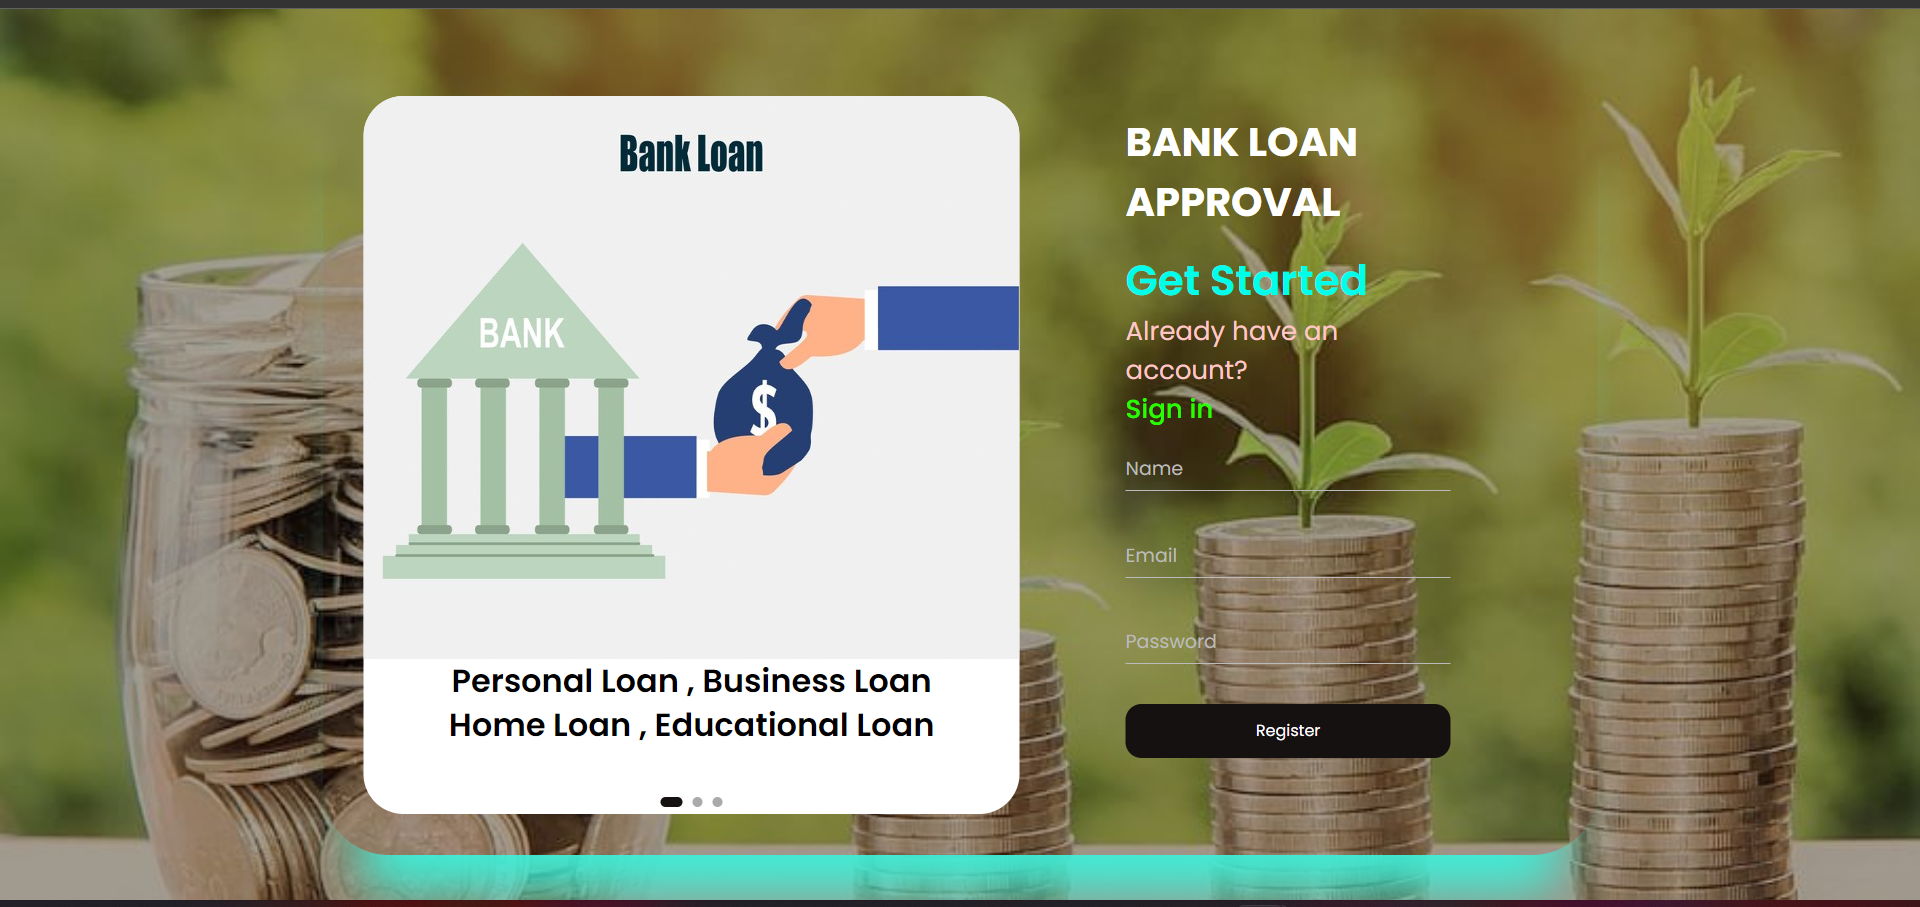 Bank Loan
BANK
$
Personal Loan , Business Loan
Home Loan , Educational Loan
BANK LOAN
APPROVAL
Get Started
Already have an
account?
Sign in
Name
Email
Password
Register